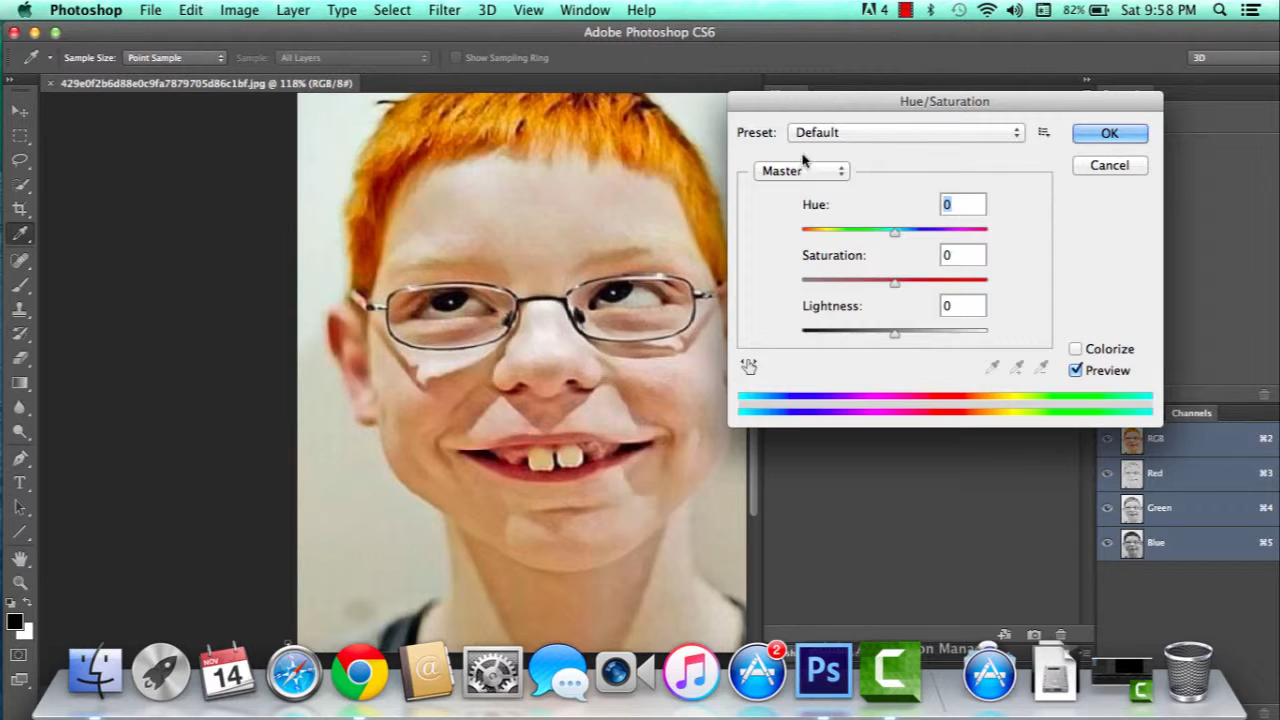 Photoshop File Edit Image Layer Type Select Filter 3D View Window Help 4 82% Sat 9:58 PM
Adobe Photoshop CS6
Sample Size: Point Sample Sample: All Layers Show Sampling Ring 3D
× 429e0f2b6d88e0c9fa7879705d86c1bf.jpg @ 118% (RGB/8#)
Hue/Saturation
Preset: Default OK
Master Cancel
Hue: 0
Saturation: 0
Lightness: 0
Colorize
Preview
Channels
RGB ⌘2
Red ⌘3
Green ⌘4
Blue ⌘5
T
NOV
14
2
Ps
C
C